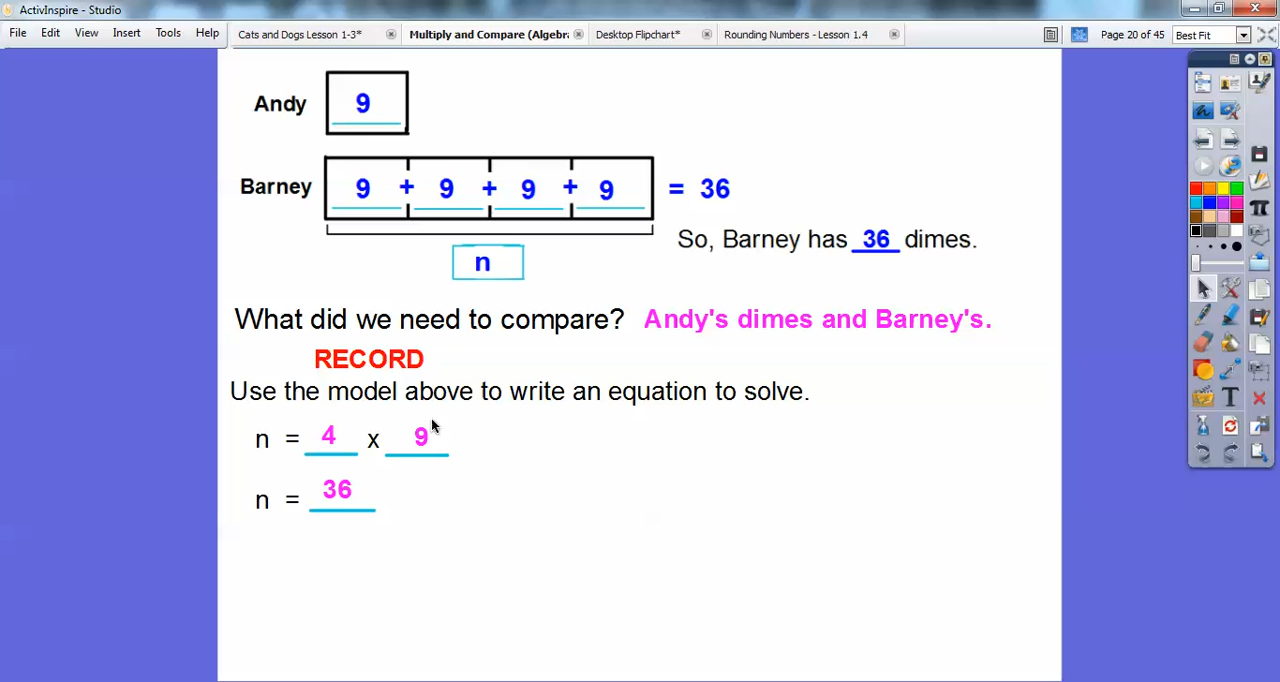 ActivInspire - Studio
File Edit View Insert Tools Help
Cats and Dogs Lesson 1-3* Multiply and Compare (Algebra Desktop Flipchart* Rounding Numbers - Lesson 1.4 Page 20 of 45 Best Fit
Andy 9
Barney 9 + 9 + 9 + 9 = 36
So, Barney has 36 dimes.
n
What did we need to compare? Andy's dimes and Barney's.
RECORD
Use the model above to write an equation to solve.
n = 4 x 9
n = 36